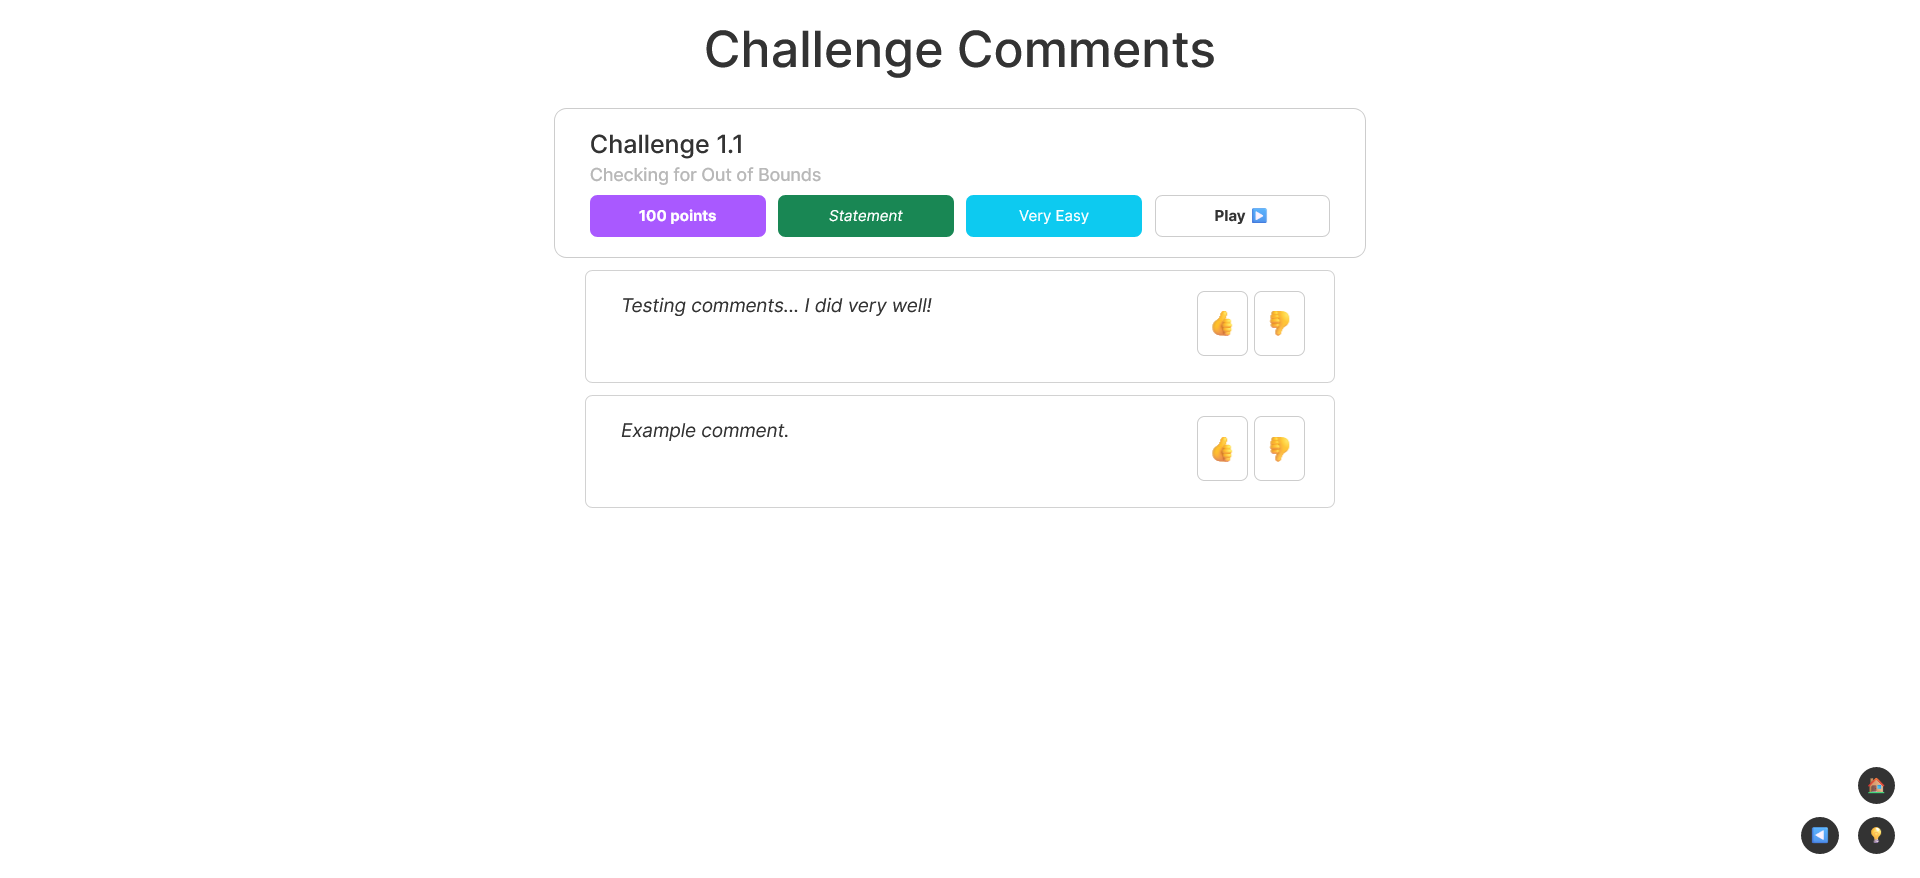 Challenge Comments
Challenge 1.1
Checking for Out of Bounds
100 points Statement Very Easy Play ▶️
Testing comments... I did very well!
Example comment.